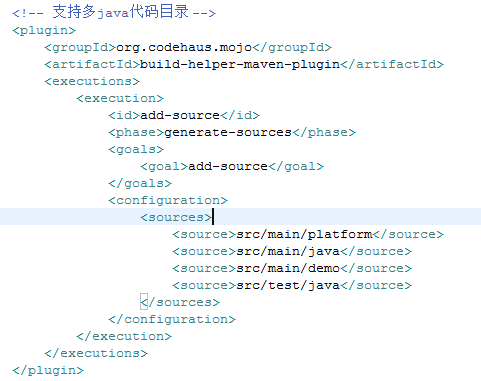 <!-- 支持多java代码目录 -->
<plugin>
    <groupId>org.codehaus.mojo</groupId>
    <artifactId>build-helper-maven-plugin</artifactId>
    <executions>
        <execution>
            <id>add-source</id>
            <phase>generate-sources</phase>
            <goals>
                <goal>add-source</goal>
            </goals>
            <configuration>
                <sources>
                    <source>src/main/platform</source>
                    <source>src/main/java</source>
                    <source>src/main/demo</source>
                    <source>src/test/java</source>
                </sources>
            </configuration>
        </execution>
    </executions>
</plugin>